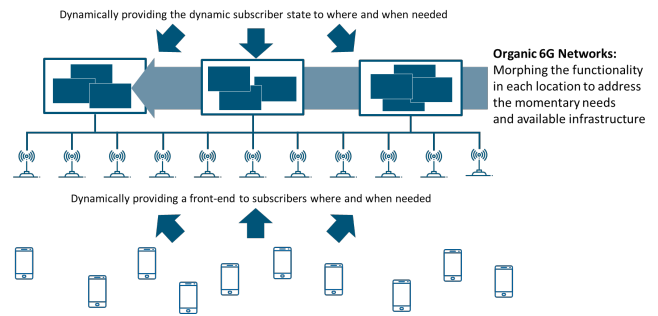 Dynamically providing the dynamic subscriber state to where and when needed
Organic 6G Networks:
Morphing the functionality
in each location to address
the momentary needs
and available infrastructure
Dynamically providing a front-end to subscribers where and when needed